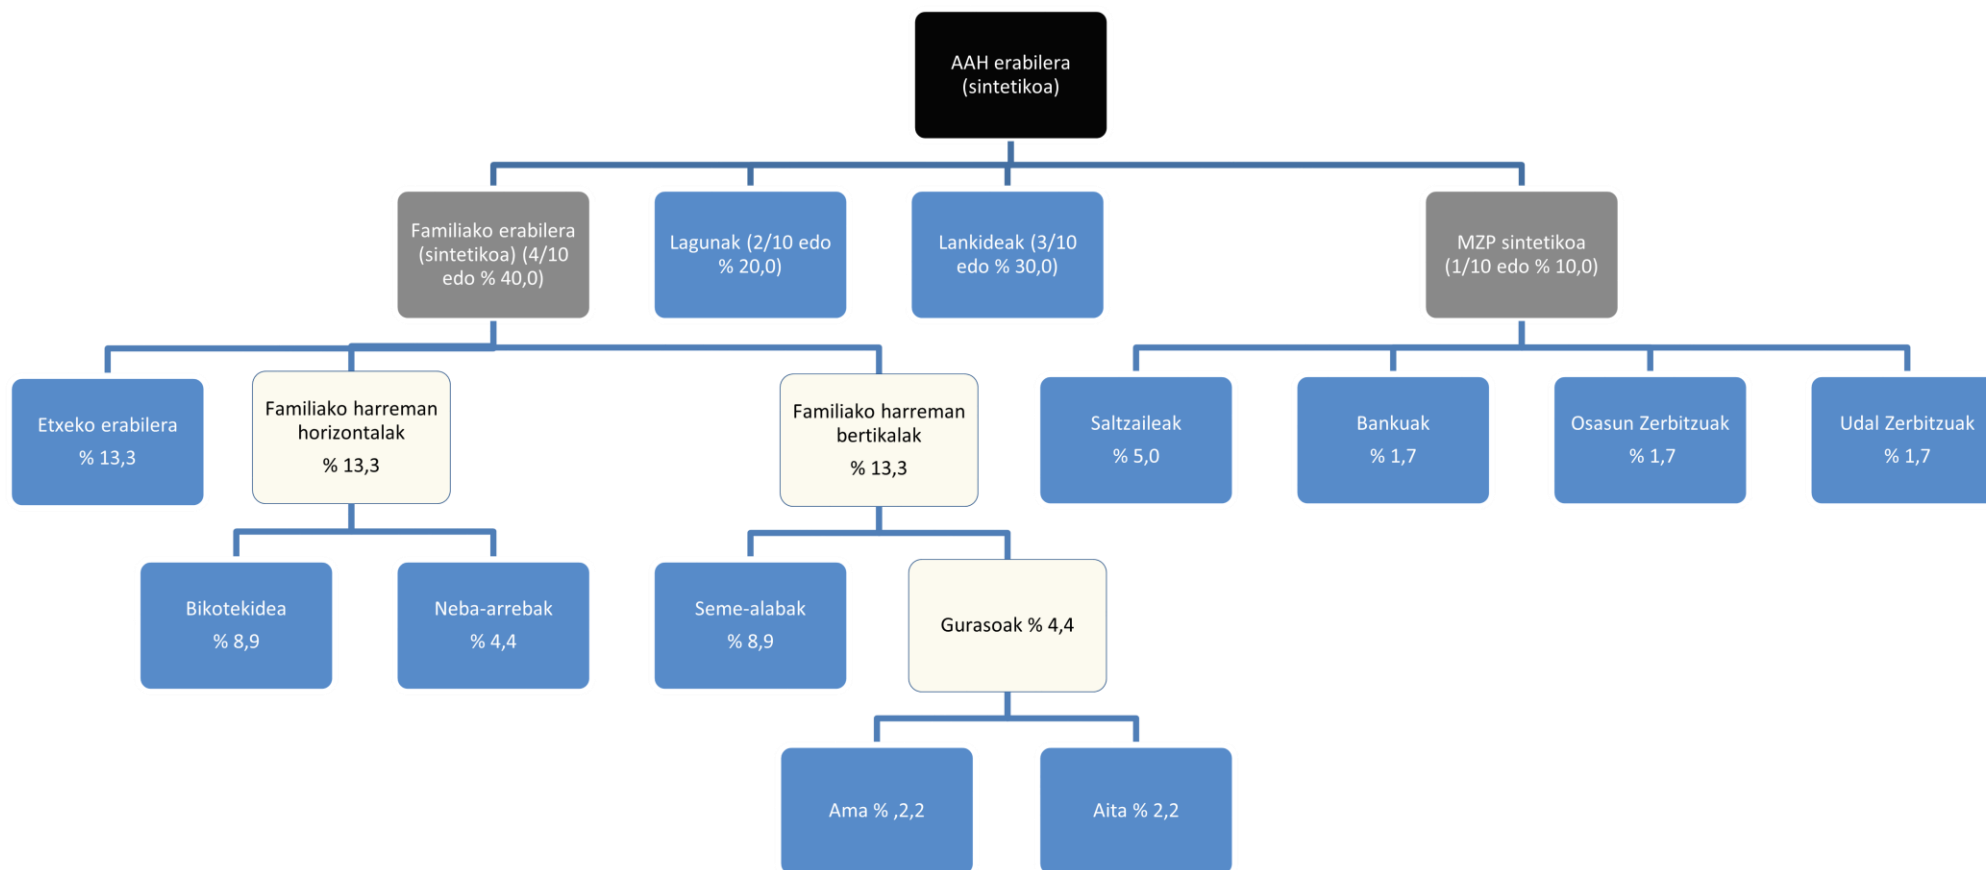 AAH erabilera
(sintetikoa)
Familiako erabilera
(sintetikoa) (4/10
edo % 40,0)
Lagunak (2/10 edo
% 20,0)
Lankideak (3/10
edo % 30,0)
MZP sintetikoa
(1/10 edo % 10,0)
Etxeko erabilera
% 13,3
Familiako harreman
horizontalak
% 13,3
Familiako harreman
bertikalak
% 13,3
Saltzaileak
% 5,0
Bankuak
% 1,7
Osasun Zerbitzuak
% 1,7
Udal Zerbitzuak
% 1,7
Bikotekidea
% 8,9
Neba-arrebak
% 4,4
Seme-alabak
% 8,9
Gurasoak % 4,4
Ama % ,2,2
Aita % 2,2